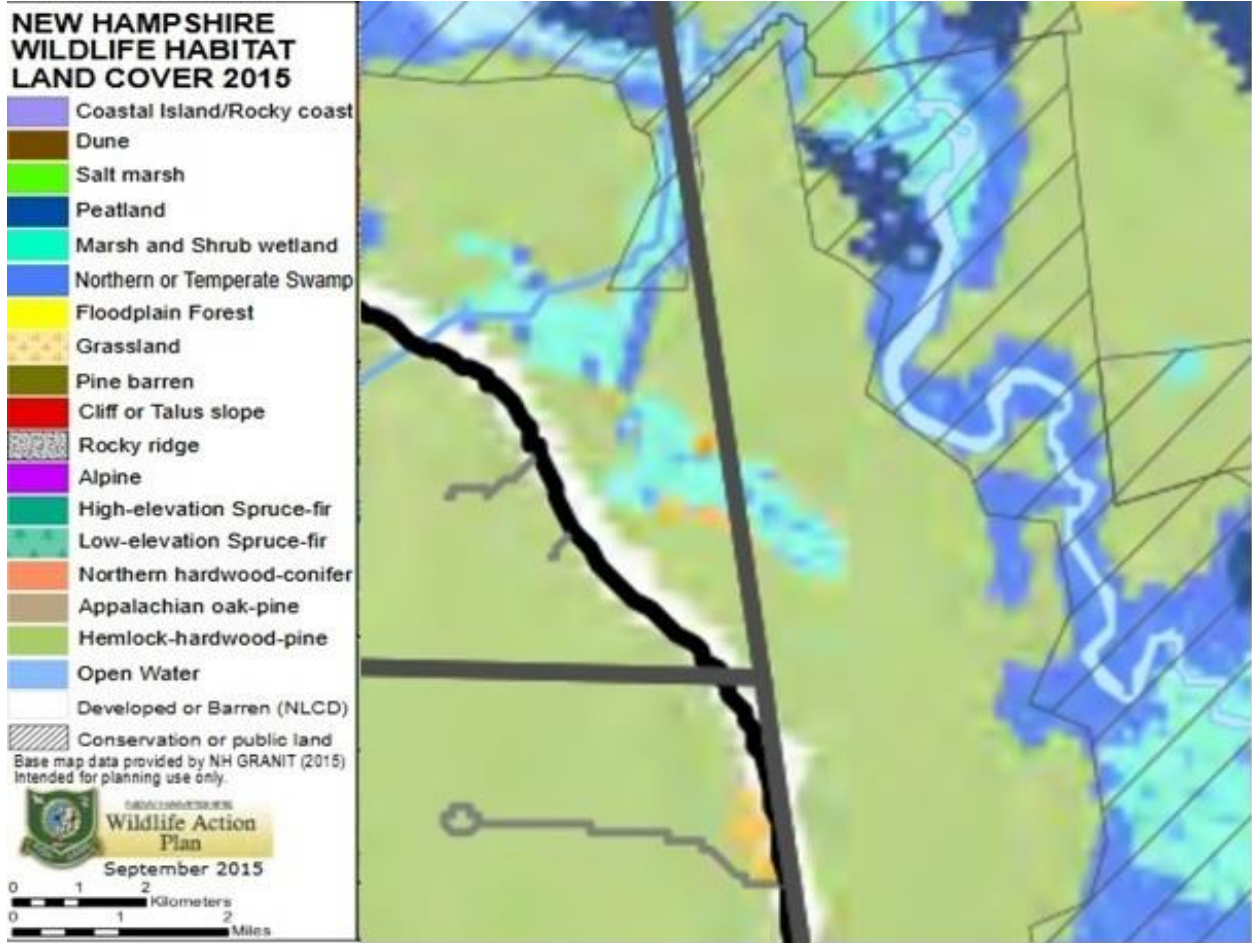 NEW HAMPSHIRE
WILDLIFE HABITAT
LAND COVER 2015
Coastal Island/Rocky coast
Dune
Salt marsh
Peatland
Marsh and Shrub wetland
Northern or Temperate Swamp
Floodplain Forest
Grassland
Pine barren
Cliff or Talus slope
Rocky ridge
Alpine
High-elevation Spruce-fir
Low-elevation Spruce-fir
Northern hardwood-conifer
Appalachian oak-pine
Hemlock-hardwood-pine
Open Water
Developed or Barren (NLCD)
Conservation or public land
Base map data provided by NH GRANIT (2015)
Intended for planning use only.
NEW HAMPSHIRE
Wildlife Action
Plan
September 2015
0 1 2
Kilometers
0 1 2
Miles